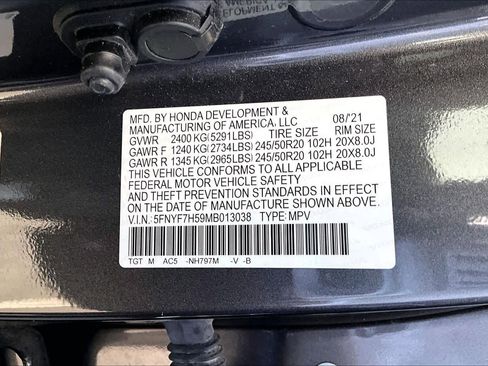 AMERICA
DEVELOPMENT &
MFD. BY HONDA DEVELOPMENT & 08/'21
MANUFACTURING OF AMERICA, LLC
GVWR 2400 KG(5291LBS) TIRE SIZE RIM SIZE
GAWR F 1240 KG(2734LBS) 245/50R20 102H 20X8.0J
GAWR R 1345 KG(2965LBS) 245/50R20 102H 20X8.0J
THIS VEHICLE CONFORMS TO ALL APPLICABLE
FEDERAL MOTOR VEHICLE SAFETY
AND THEFT PREVENTION STANDARDS IN EFFECT
ON THE DATE OF MANUFACTURE SHOWN ABOVE.
V.I.N.: 5FNYF7H59MB013038 TYPE: MPV
TGT M AC5 -NH797M -V -B